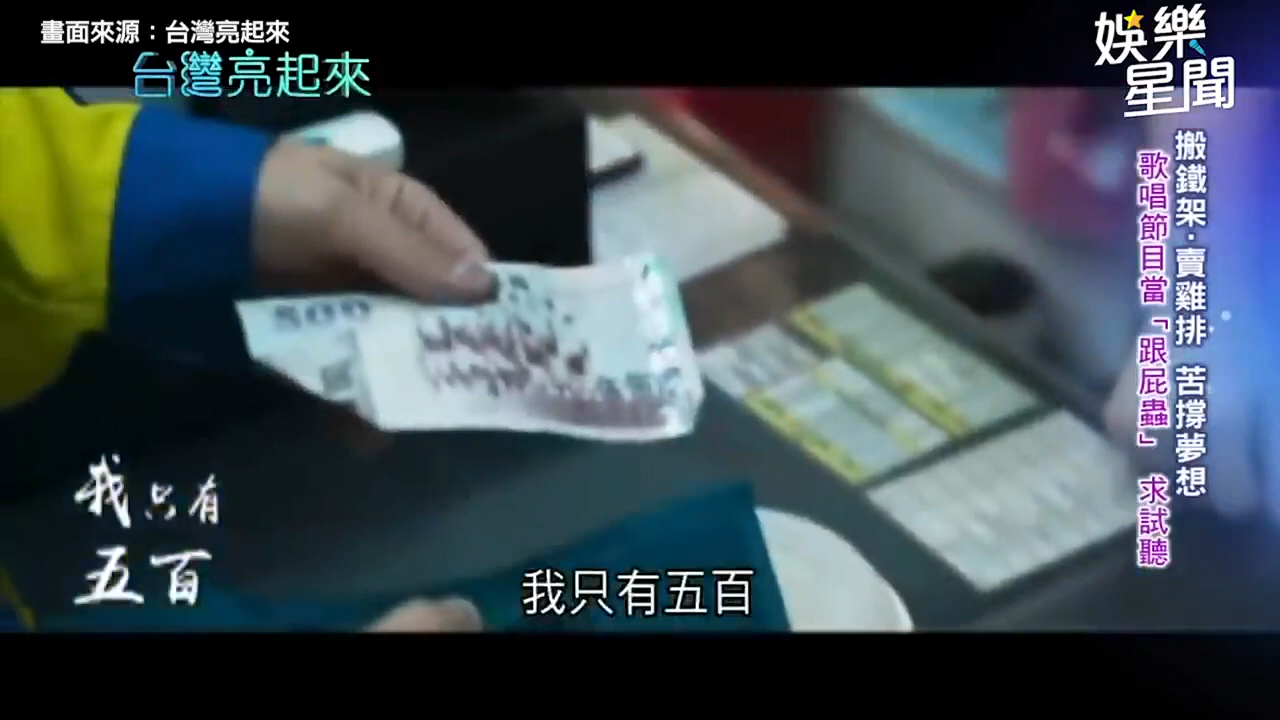 畫面來源：台灣亮起來
台灣亮起來
娛樂
星聞
搬鐵架·賣雞排 苦撐夢想
歌唱節目當「跟屁蟲」 求試聽
500
我只有
五百
我只有五百